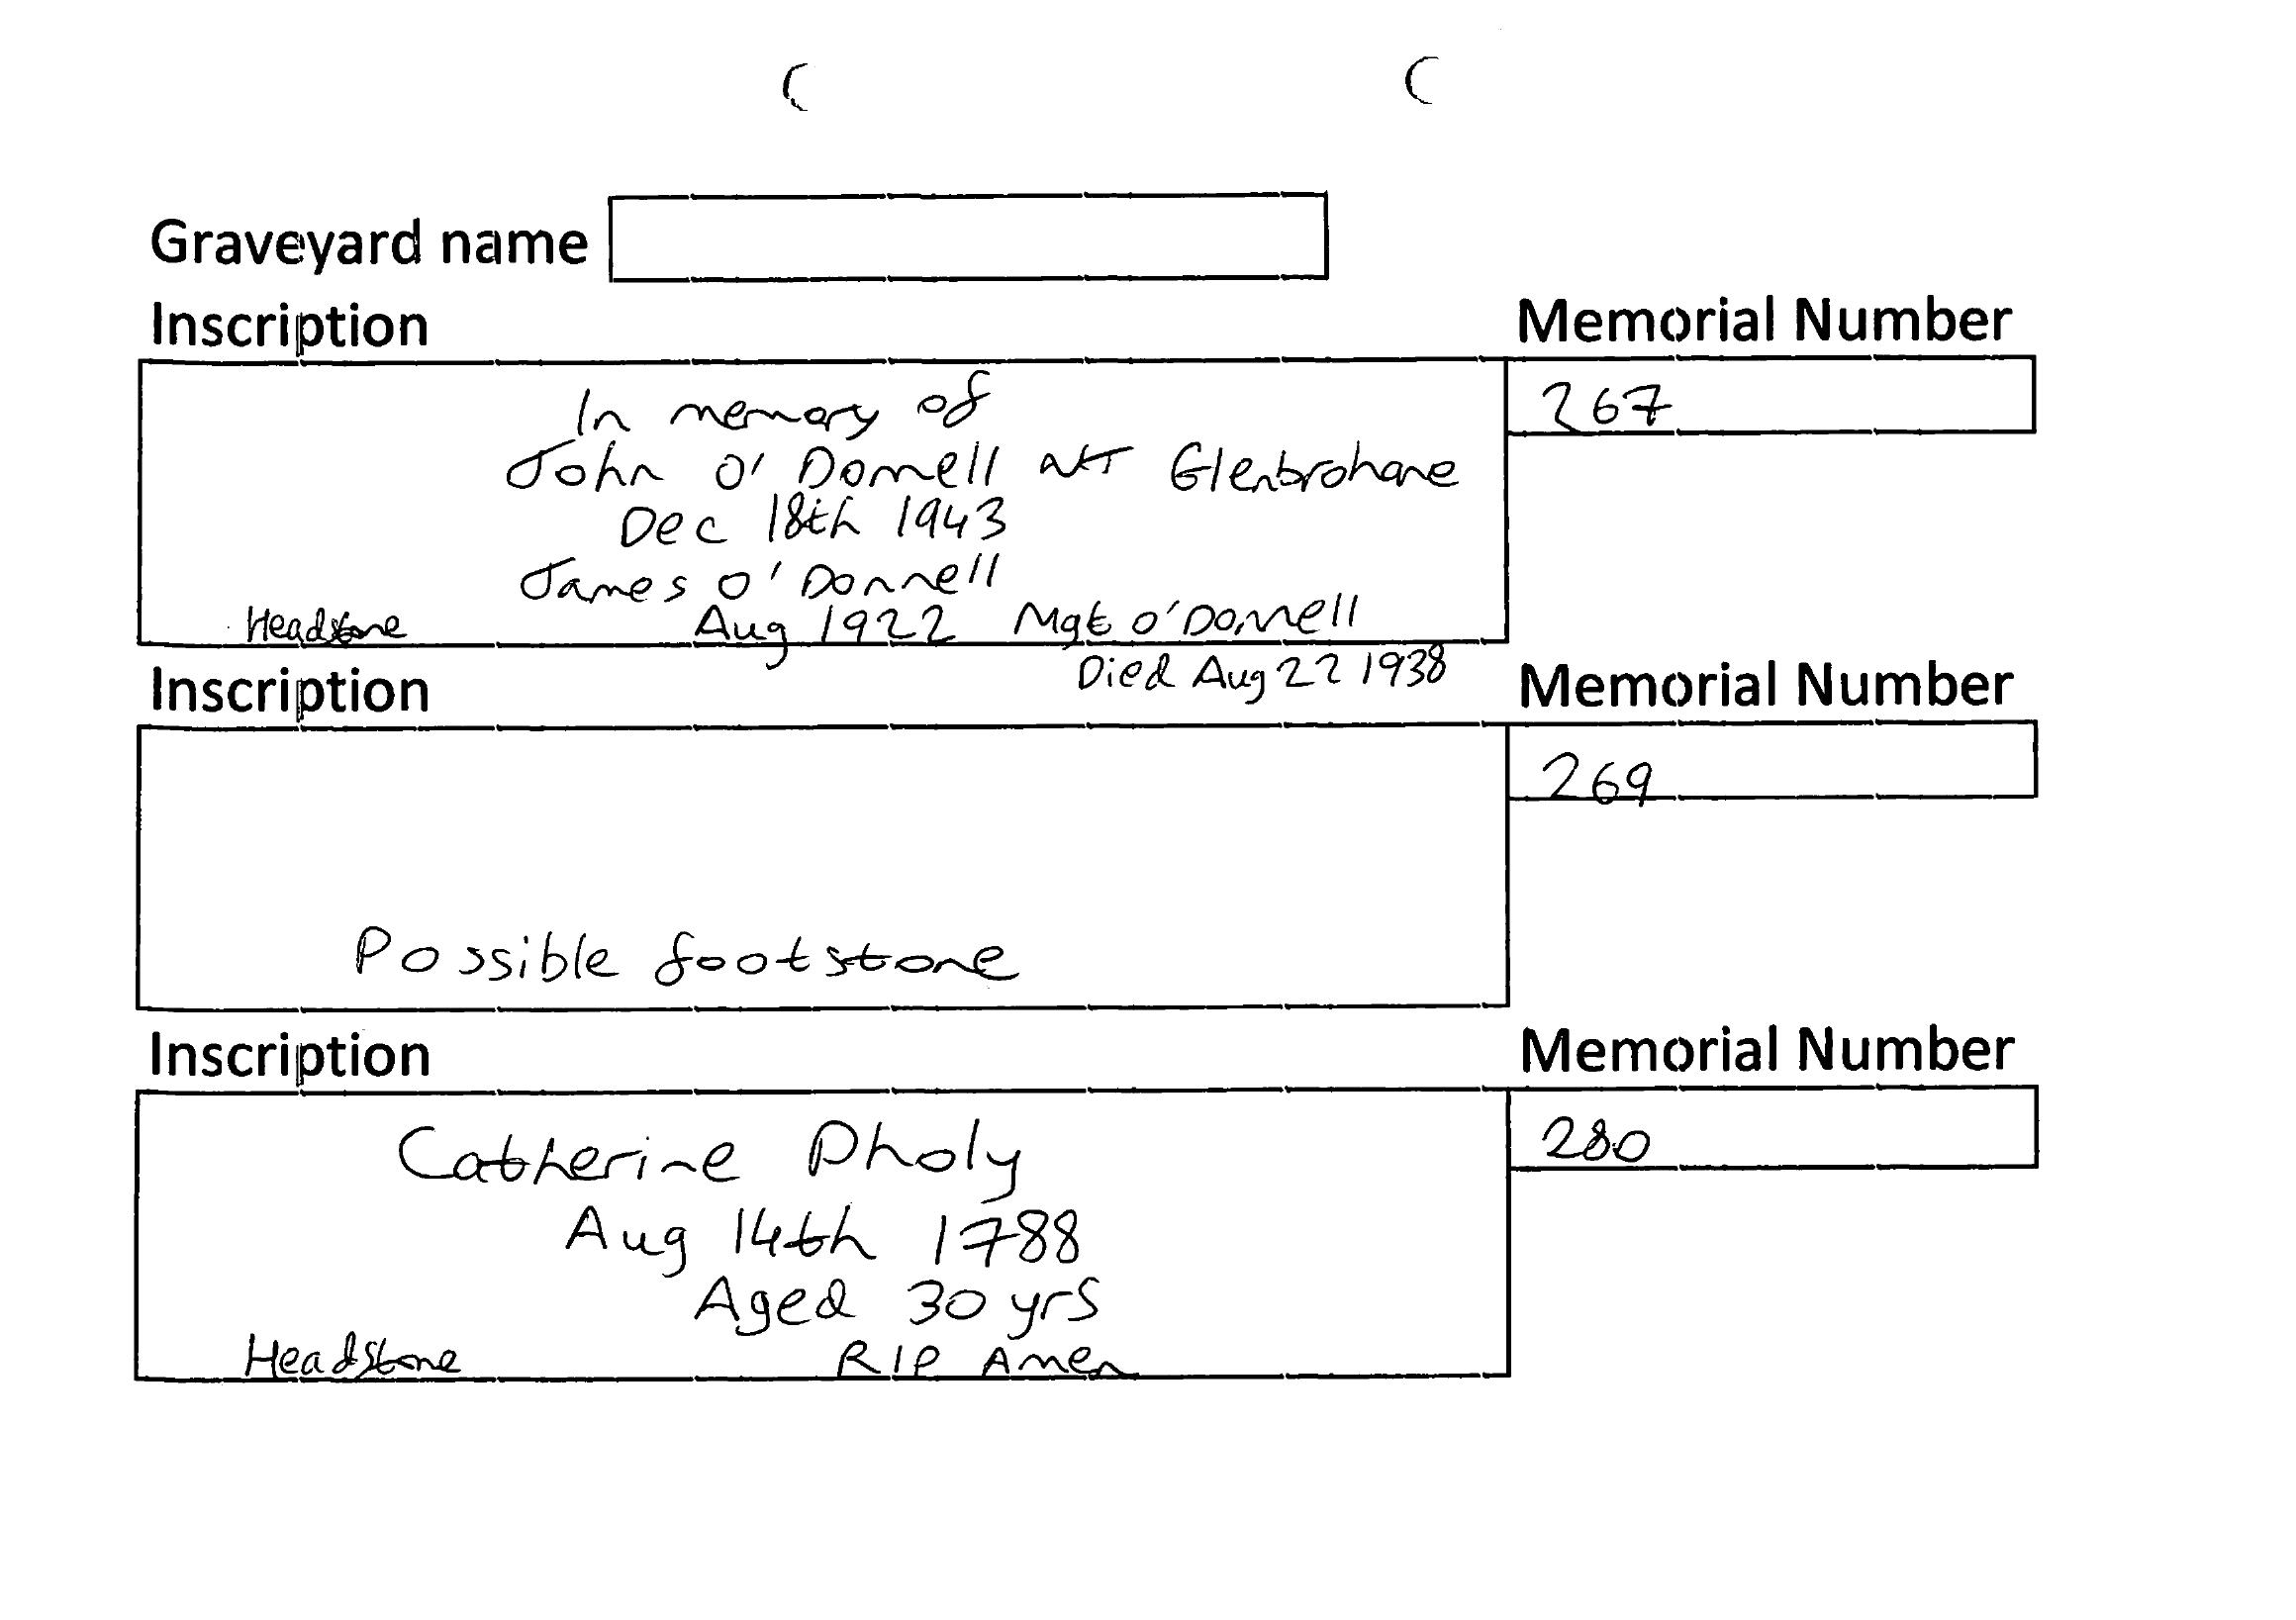 Graveyard name
Inscription Memorial Number
In memory of 267
John O' Donnell NT Glenbrohane
Dec 18th 1943
James O' Donnell
Headstone Aug 1922 Mgt O'Donnell
Died Aug 22 1938
Inscription Memorial Number
269
Possible footstone
Inscription Memorial Number
Catherine Pholy 280
Aug 14th 1788
Aged 30 yrs
Headstone RIP Amen